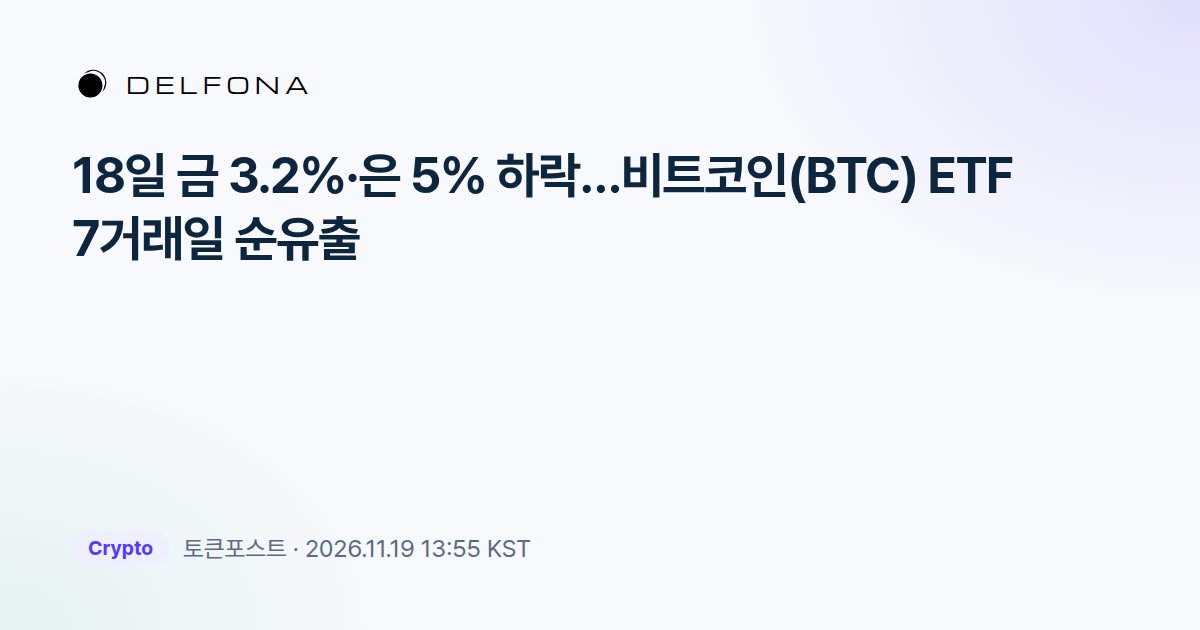 DELFONA
18일 금 3.2%·은 5% 하락...비트코인(BTC) ETF
7거래일 순유출
Crypto 토큰포스트 · 2026.11.19 13:55 KST